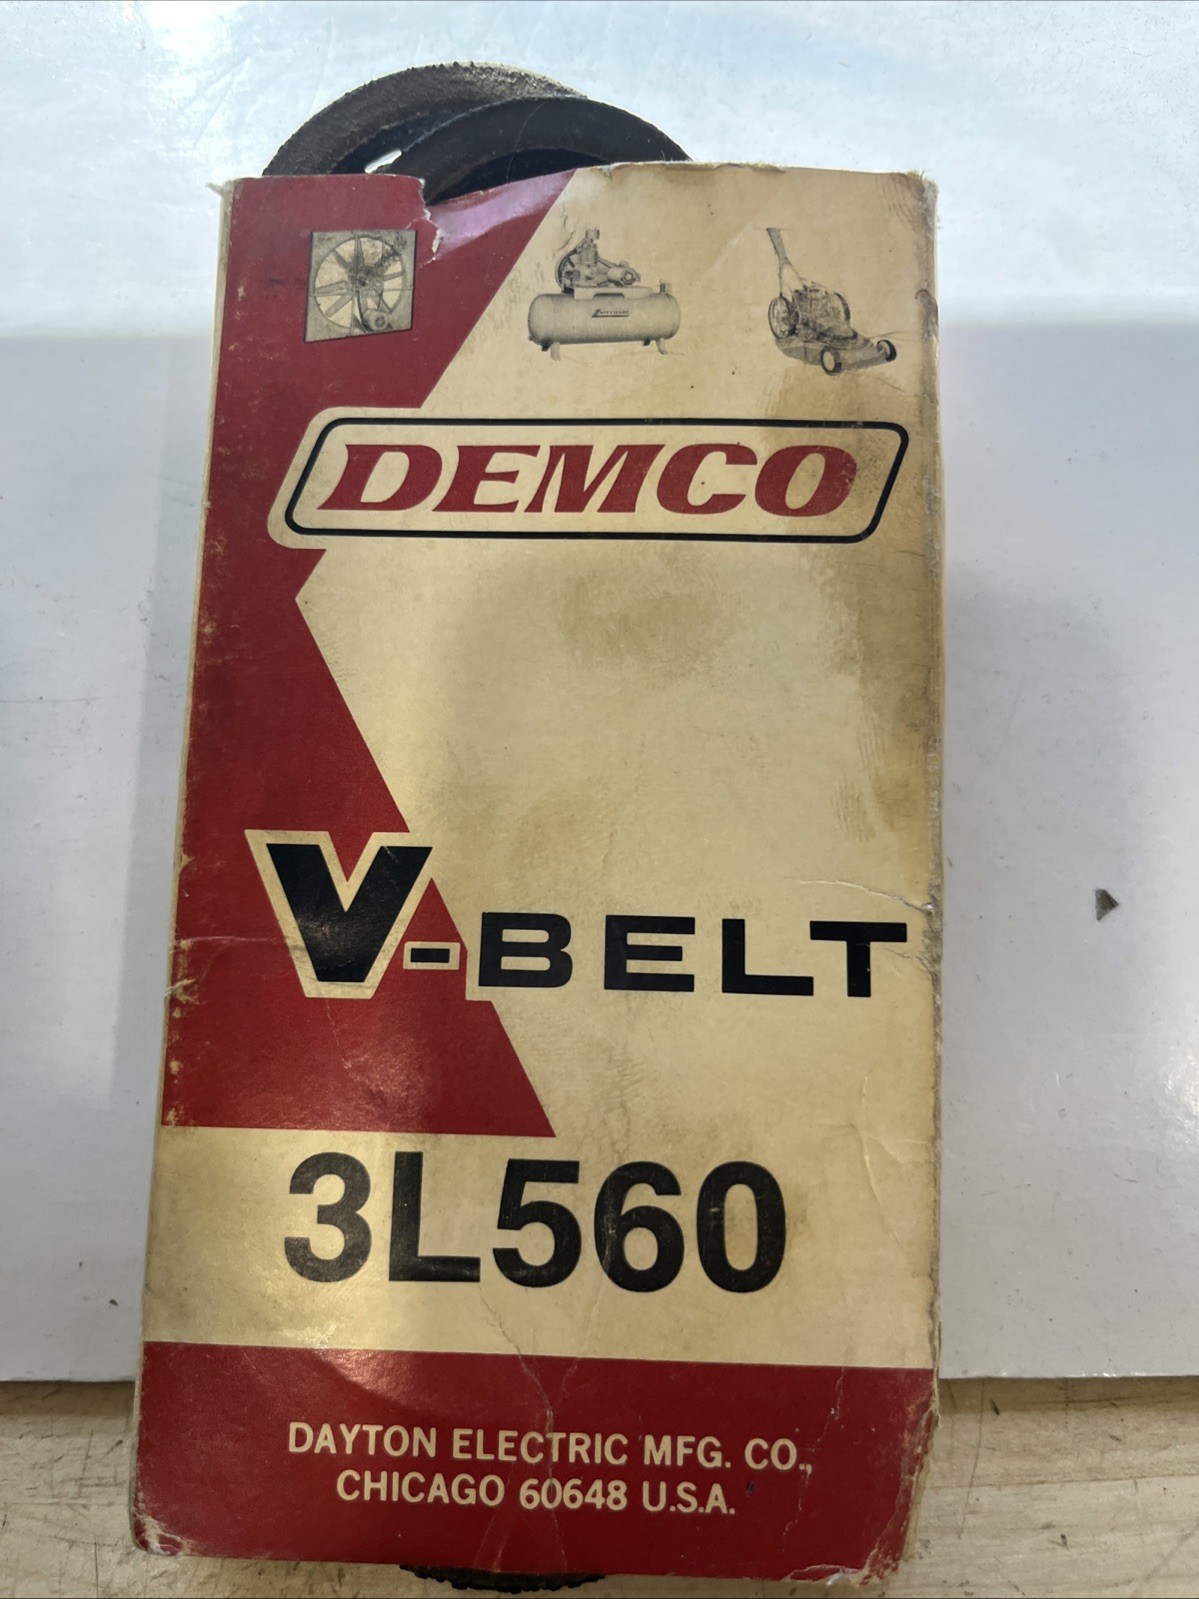 DEMCO
V-BELT
3L560
DAYTON ELECTRIC MFG. CO.,
CHICAGO 60648 U.S.A.